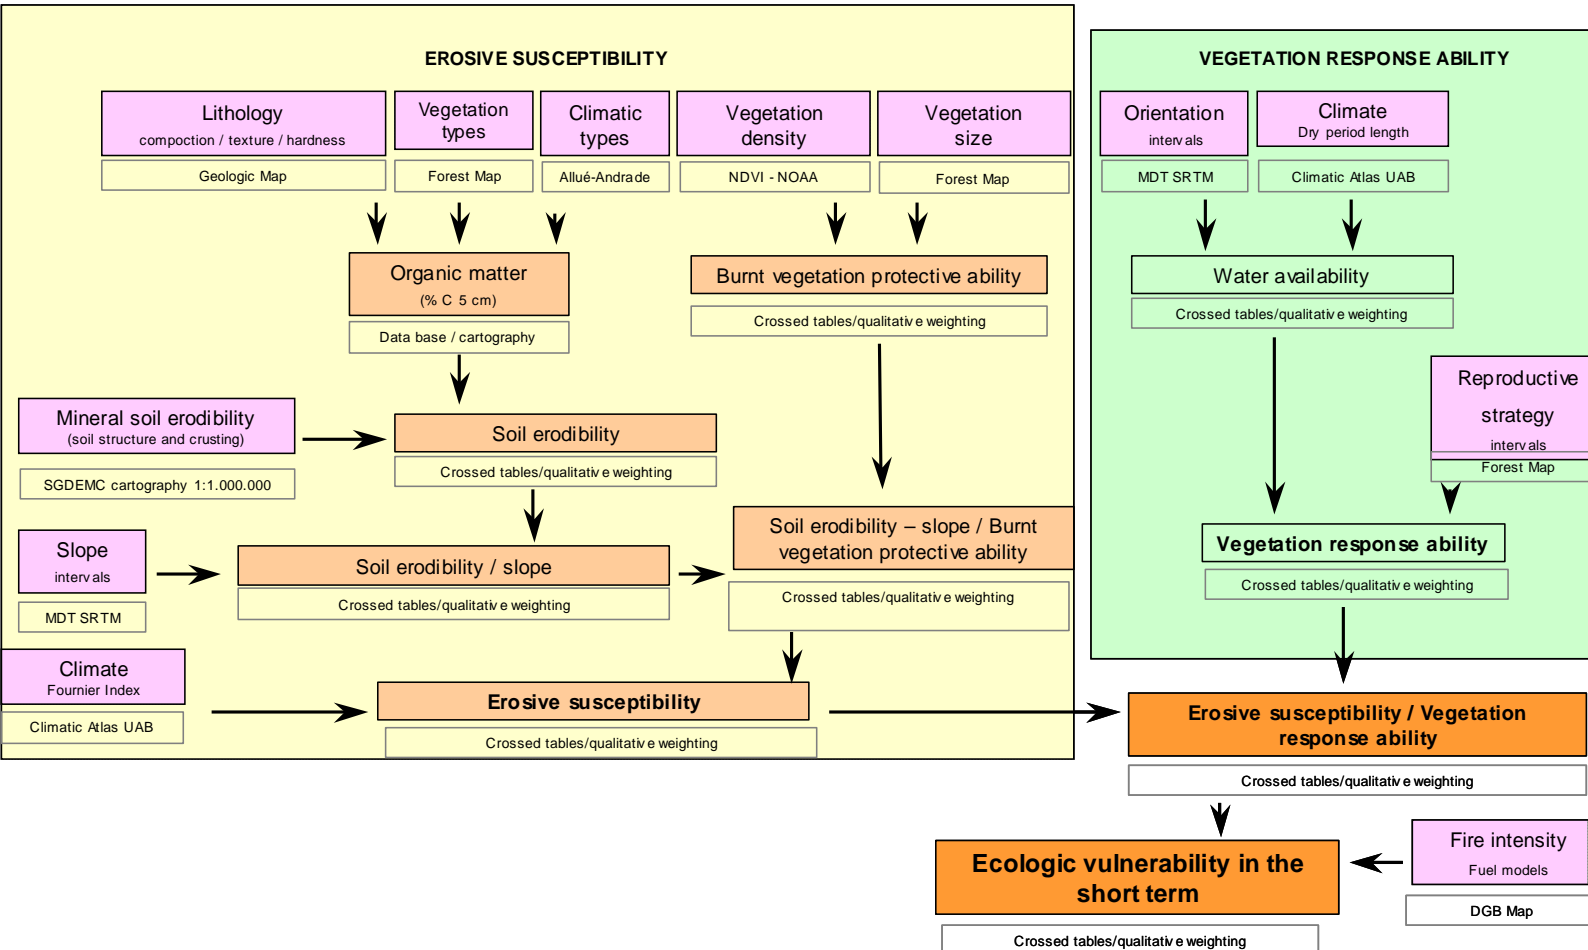 EROSIVE SUSCEPTIBILITY
VEGETATION RESPONSE ABILITY
Lithology
compoction / texture / hardness
Geologic Map
Vegetation
types
Forest Map
Climatic
types
Allué-Andrade
Vegetation
density
NDVI - NOAA
Vegetation
size
Forest Map
Orientation
intervals
MDT SRTM
Climate
Dry period length
Climatic Atlas UAB
Organic matter
(% C 5 cm)
Data base / cartography
Burnt vegetation protective ability
Crossed tables/qualitative weighting
Water availability
Crossed tables/qualitative weighting
Reproductive
strategy
intervals
Forest Map
Mineral soil erodibility
(soil structure and crusting)
SGDEMC cartography 1:1.000.000
Soil erodibility
Crossed tables/qualitative weighting
Slope
intervals
MDT SRTM
Soil erodibility / slope
Crossed tables/qualitative weighting
Soil erodibility – slope / Burnt
vegetation protective ability
Crossed tables/qualitative weighting
Vegetation response ability
Crossed tables/qualitative weighting
Climate
Fournier Index
Climatic Atlas UAB
Erosive susceptibility
Crossed tables/qualitative weighting
Erosive susceptibility / Vegetation
response ability
Crossed tables/qualitative weighting
Ecologic vulnerability in the
short term
Crossed tables/qualitative weighting
Fire intensity
Fuel models
DGB Map